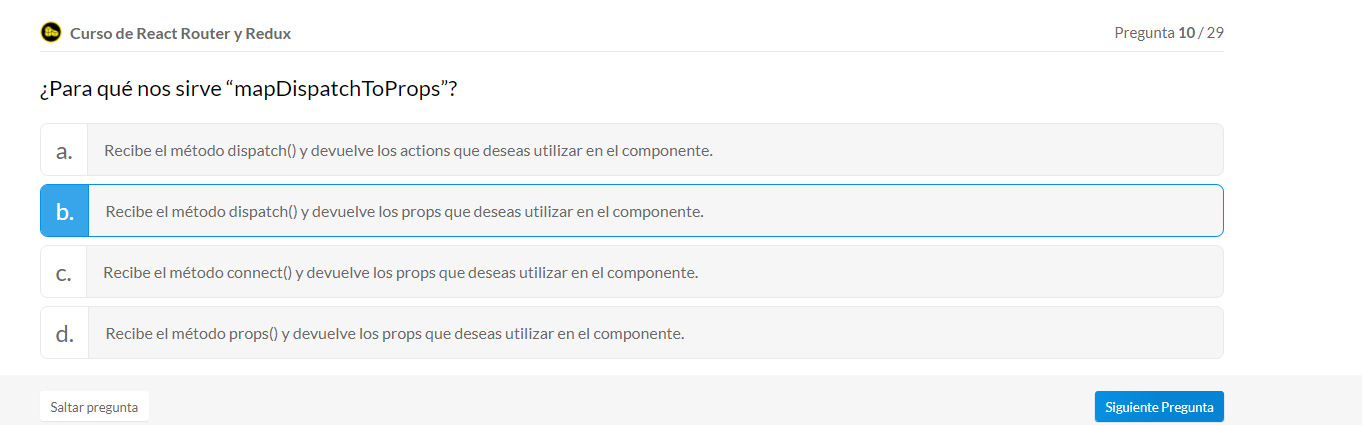 Curso de React Router y Redux
Pregunta 10 / 29
¿Para qué nos sirve “mapDispatchToProps”?
a. Recibe el método dispatch() y devuelve los actions que deseas utilizar en el componente.
b. Recibe el método dispatch() y devuelve los props que deseas utilizar en el componente.
c. Recibe el método connect() y devuelve los props que deseas utilizar en el componente.
d. Recibe el método props() y devuelve los props que deseas utilizar en el componente.
Saltar pregunta
Siguiente Pregunta